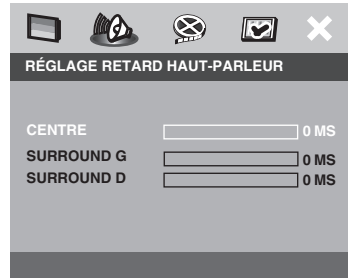 RÉGLAGE RETARD HAUT-PARLEUR
CENTRE 0 MS
SURROUND G 0 MS
SURROUND D 0 MS